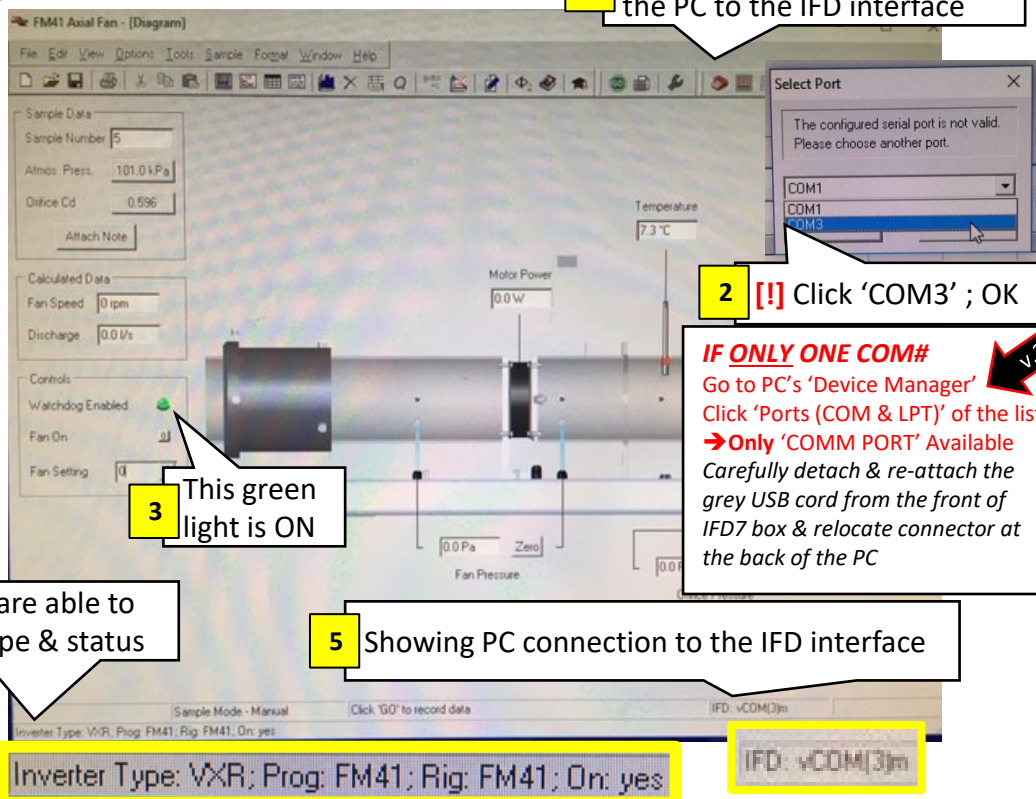 the PC to the IFD interface
FM41 Axial Fan - [Diagram]
File Edit View Options Tools Sample Format Window Help
Select Port
The configured serial port is not valid.
Please choose another port.
COM1
COM1
COM3
2 [!] Click ‘COM3’ ; OK
IF ONLY ONE COM#
Go to PC’s ‘Device Manager’
Click ‘Ports (COM & LPT)’ of the list
➔Only ‘COMM PORT’ Available
Carefully detach & re-attach the
grey USB cord from the front of
IFD7 box & relocate connector at
the back of the PC
Sample Data
Sample Number 5
Atmos. Press. 101.0 kPa
Orifice Cd 0.596
Attach Note
Calculated Data
Fan Speed 0 rpm
Discharge 0.0 l/s
Controls
Watchdog Enabled
Fan On 0
Fan Setting 0
Temperature
7.3 °C
Motor Power
0.0 W
3 This green
light is ON
0.0 Pa Zero
Fan Pressure
0.0
Orifice Pressure
are able to
pe & status
5 Showing PC connection to the IFD interface
Sample Mode - Manual Click 'GO' to record data IFD: vCOM(3)m
Inverter Type: VXR; Prog: FM41; Rig: FM41; On: yes
Inverter Type: VXR; Prog: FM41; Rig: FM41; On: yes
IFD: vCOM(3)m